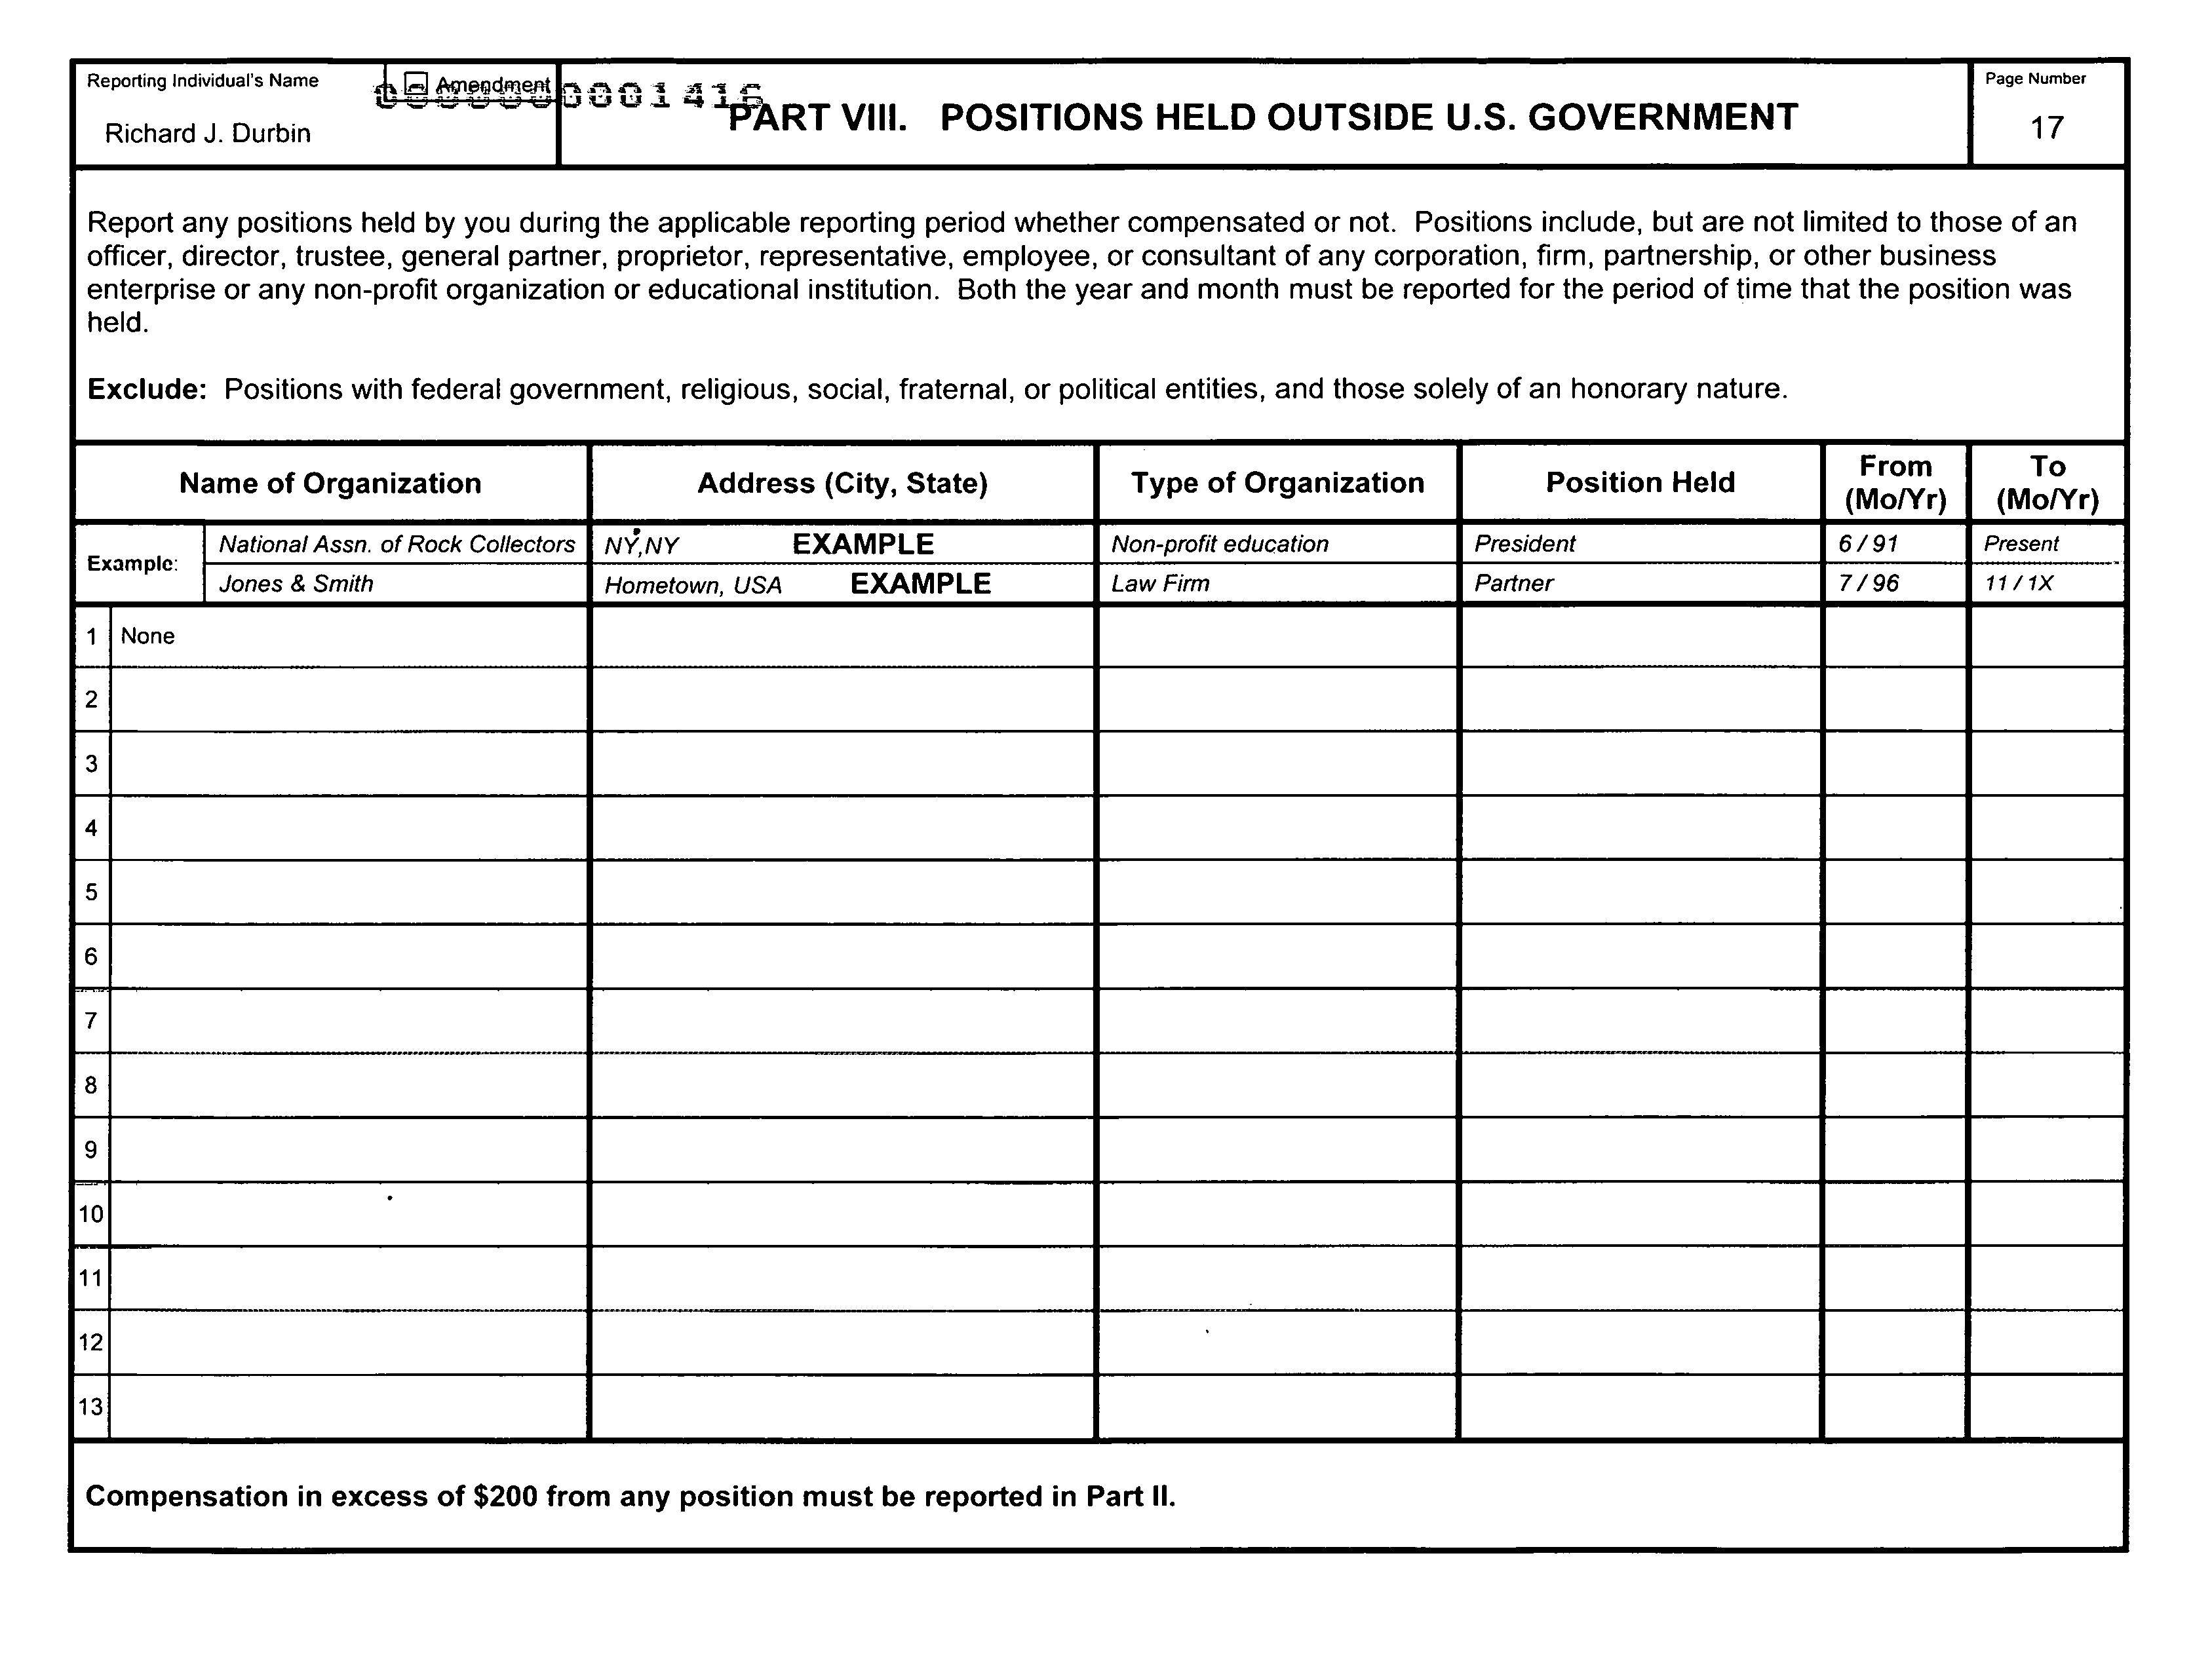 Reporting Individual's Name
Amendment
Richard J. Durbin
PART VIII. POSITIONS HELD OUTSIDE U.S. GOVERNMENT
Page Number
17
Report any positions held by you during the applicable reporting period whether compensated or not. Positions include, but are not limited to those of an
officer, director, trustee, general partner, proprietor, representative, employee, or consultant of any corporation, firm, partnership, or other business
enterprise or any non-profit organization or educational institution. Both the year and month must be reported for the period of time that the position was
held.
Exclude: Positions with federal government, religious, social, fraternal, or political entities, and those solely of an honorary nature.
Name of Organization Address (City, State) Type of Organization Position Held From (Mo/Yr) To (Mo/Yr)
Example:
National Assn. of Rock Collectors NY,NY EXAMPLE Non-profit education President 6 / 91 Present
Jones & Smith Hometown, USA EXAMPLE Law Firm Partner 7 / 96 11 / 1X
1 None
2
3
4
5
6
7
8
9
10
11
12
13
Compensation in excess of $200 from any position must be reported in Part II.